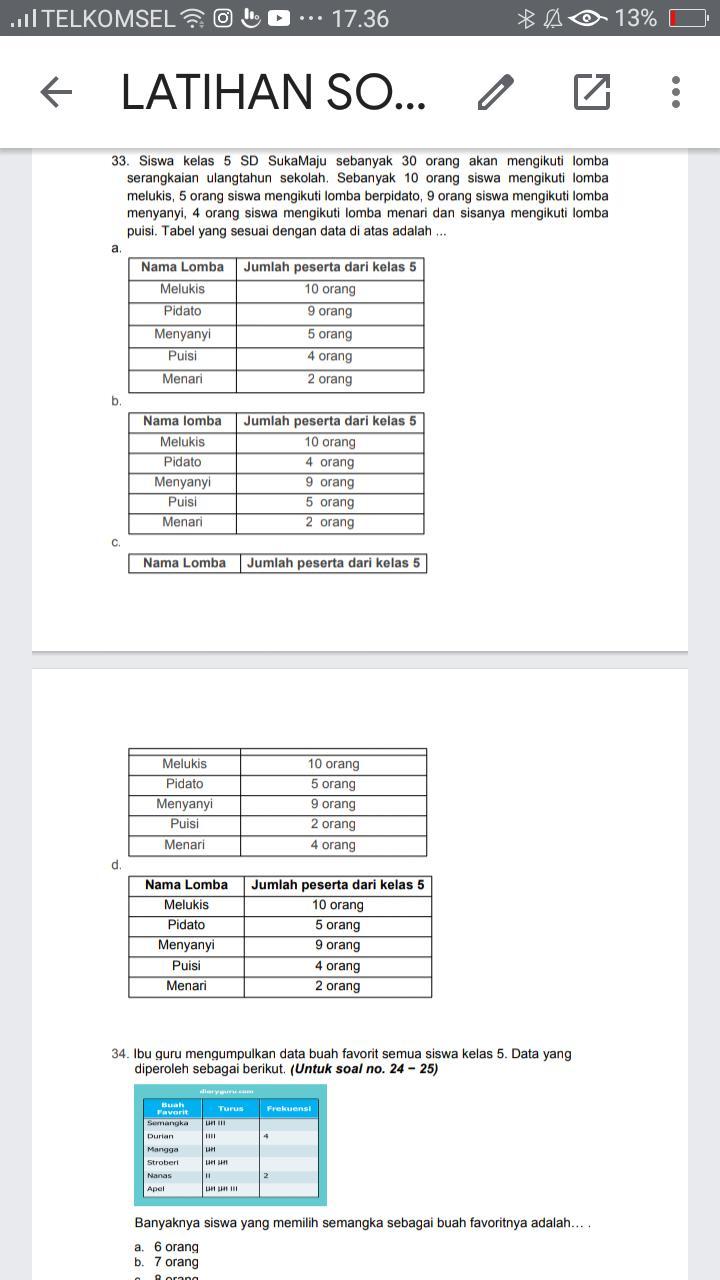 TELKOMSEL ... 17.36 13%
LATIHAN SO...
33. Siswa kelas 5 SD SukaMaju sebanyak 30 orang akan mengikuti lomba
serangkaian ulangtahun sekolah. Sebanyak 10 orang siswa mengikuti lomba
melukis, 5 orang siswa mengikuti lomba berpidato, 9 orang siswa mengikuti lomba
menyanyi, 4 orang siswa mengikuti lomba menari dan sisanya mengikuti lomba
puisi. Tabel yang sesuai dengan data di atas adalah ...
a.
Nama Lomba Jumlah peserta dari kelas 5
Melukis 10 orang
Pidato 9 orang
Menyanyi 5 orang
Puisi 4 orang
Menari 2 orang
b.
Nama lomba Jumlah peserta dari kelas 5
Melukis 10 orang
Pidato 4 orang
Menyanyi 9 orang
Puisi 5 orang
Menari 2 orang
c.
Nama Lomba Jumlah peserta dari kelas 5
Melukis 10 orang
Pidato 5 orang
Menyanyi 9 orang
Puisi 2 orang
Menari 4 orang
d.
Nama Lomba Jumlah peserta dari kelas 5
Melukis 10 orang
Pidato 5 orang
Menyanyi 9 orang
Puisi 4 orang
Menari 2 orang
34. Ibu guru mengumpulkan data buah favorit semua siswa kelas 5. Data yang
diperoleh sebagai berikut. (Untuk soal no. 24 – 25)
diaryguru.com
Buah
Favorit Turus Frekuensi
Semangka
Durian 4
Mangga
Stroberi
Nanas 2
Apel
Banyaknya siswa yang memilih semangka sebagai buah favoritnya adalah... .
a. 6 orang
b. 7 orang
c. 8 orang